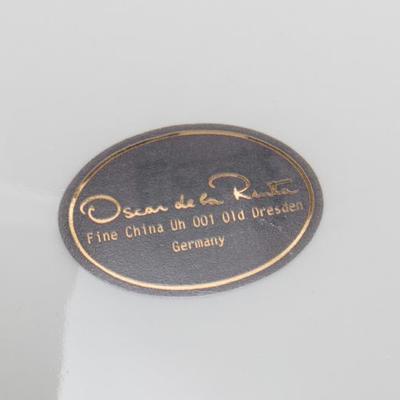 Oscar de la Renta
Fine China Uh 001 Old Dresden
Germany